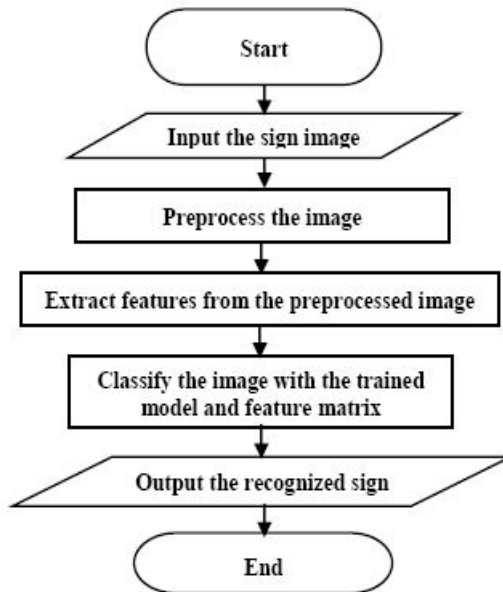 Start
Input the sign image
Preprocess the image
Extract features from the preprocessed image
Classify the image with the trained
model and feature matrix
Output the recognized sign
End